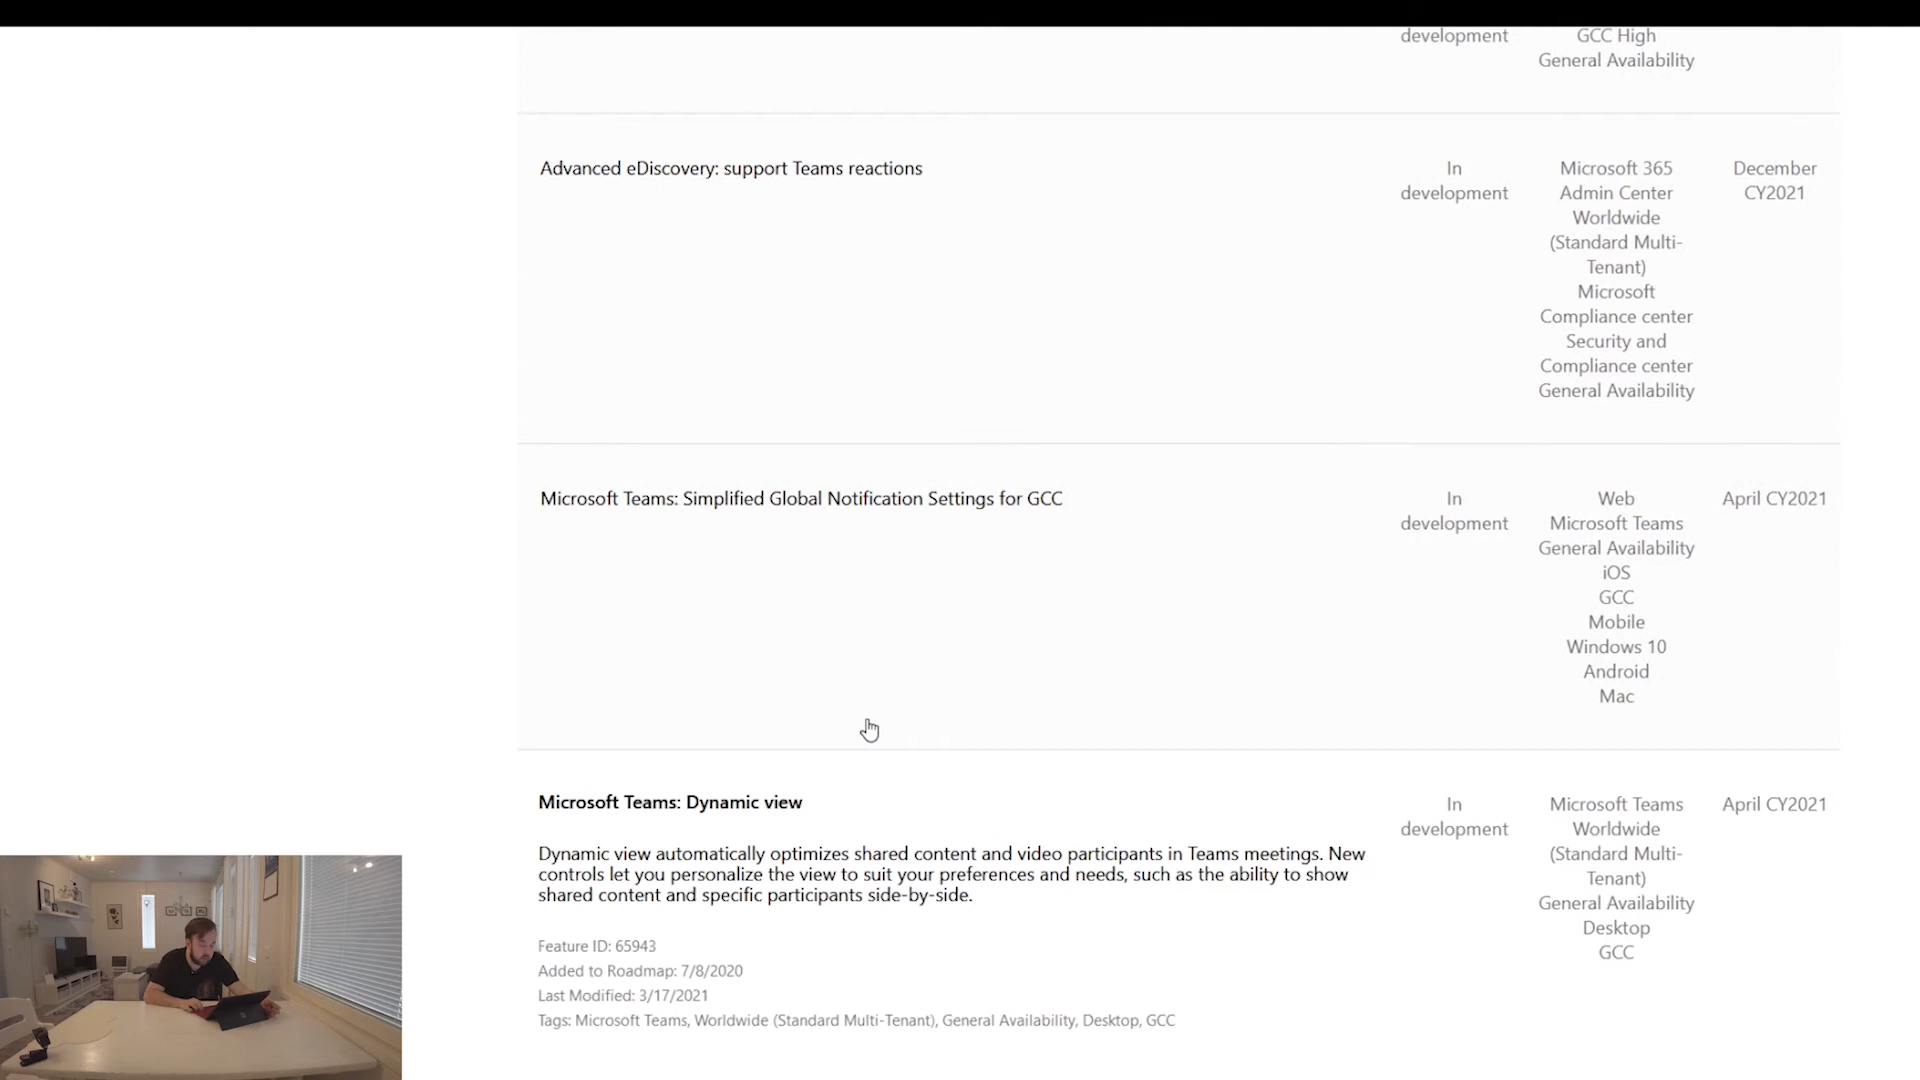 development
GCC High
General Availability
Advanced eDiscovery: support Teams reactions
In
development
Microsoft 365
Admin Center
Worldwide
(Standard Multi-
Tenant)
Microsoft
Compliance center
Security and
Compliance center
General Availability
December
CY2021
Microsoft Teams: Simplified Global Notification Settings for GCC
In
development
Web
Microsoft Teams
General Availability
iOS
GCC
Mobile
Windows 10
Android
Mac
April CY2021
Microsoft Teams: Dynamic view
Dynamic view automatically optimizes shared content and video participants in Teams meetings. New
controls let you personalize the view to suit your preferences and needs, such as the ability to show
shared content and specific participants side-by-side.
Feature ID: 65943
Added to Roadmap: 7/8/2020
Last Modified: 3/17/2021
Tags: Microsoft Teams, Worldwide (Standard Multi-Tenant), General Availability, Desktop, GCC
In
development
Microsoft Teams
Worldwide
(Standard Multi-
Tenant)
General Availability
Desktop
GCC
April CY2021